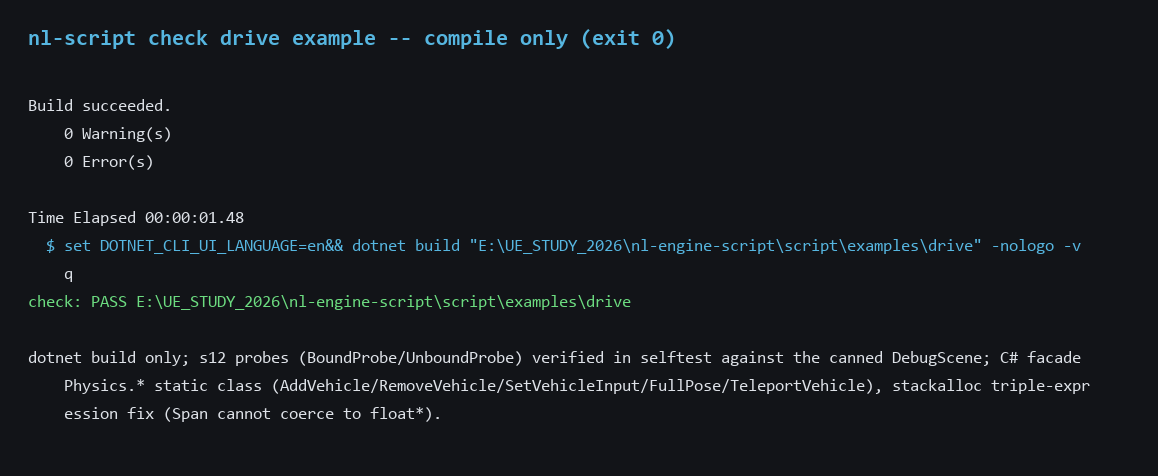 nl-script check drive example -- compile only (exit 0)
Build succeeded.
0 Warning(s)
0 Error(s)
Time Elapsed 00:00:01.48
$ set DOTNET_CLI_UI_LANGUAGE=en&& dotnet build "E:\UE_STUDY_2026\nl-engine-script\script\examples\drive" -nologo -v
q
check: PASS E:\UE_STUDY_2026\nl-engine-script\script\examples\drive
dotnet build only; s12 probes (BoundProbe/UnboundProbe) verified in selftest against the canned DebugScene; C# facade
Physics.* static class (AddVehicle/RemoveVehicle/SetVehicleInput/FullPose/TeleportVehicle), stackalloc triple-expr
ession fix (Span cannot coerce to float*).